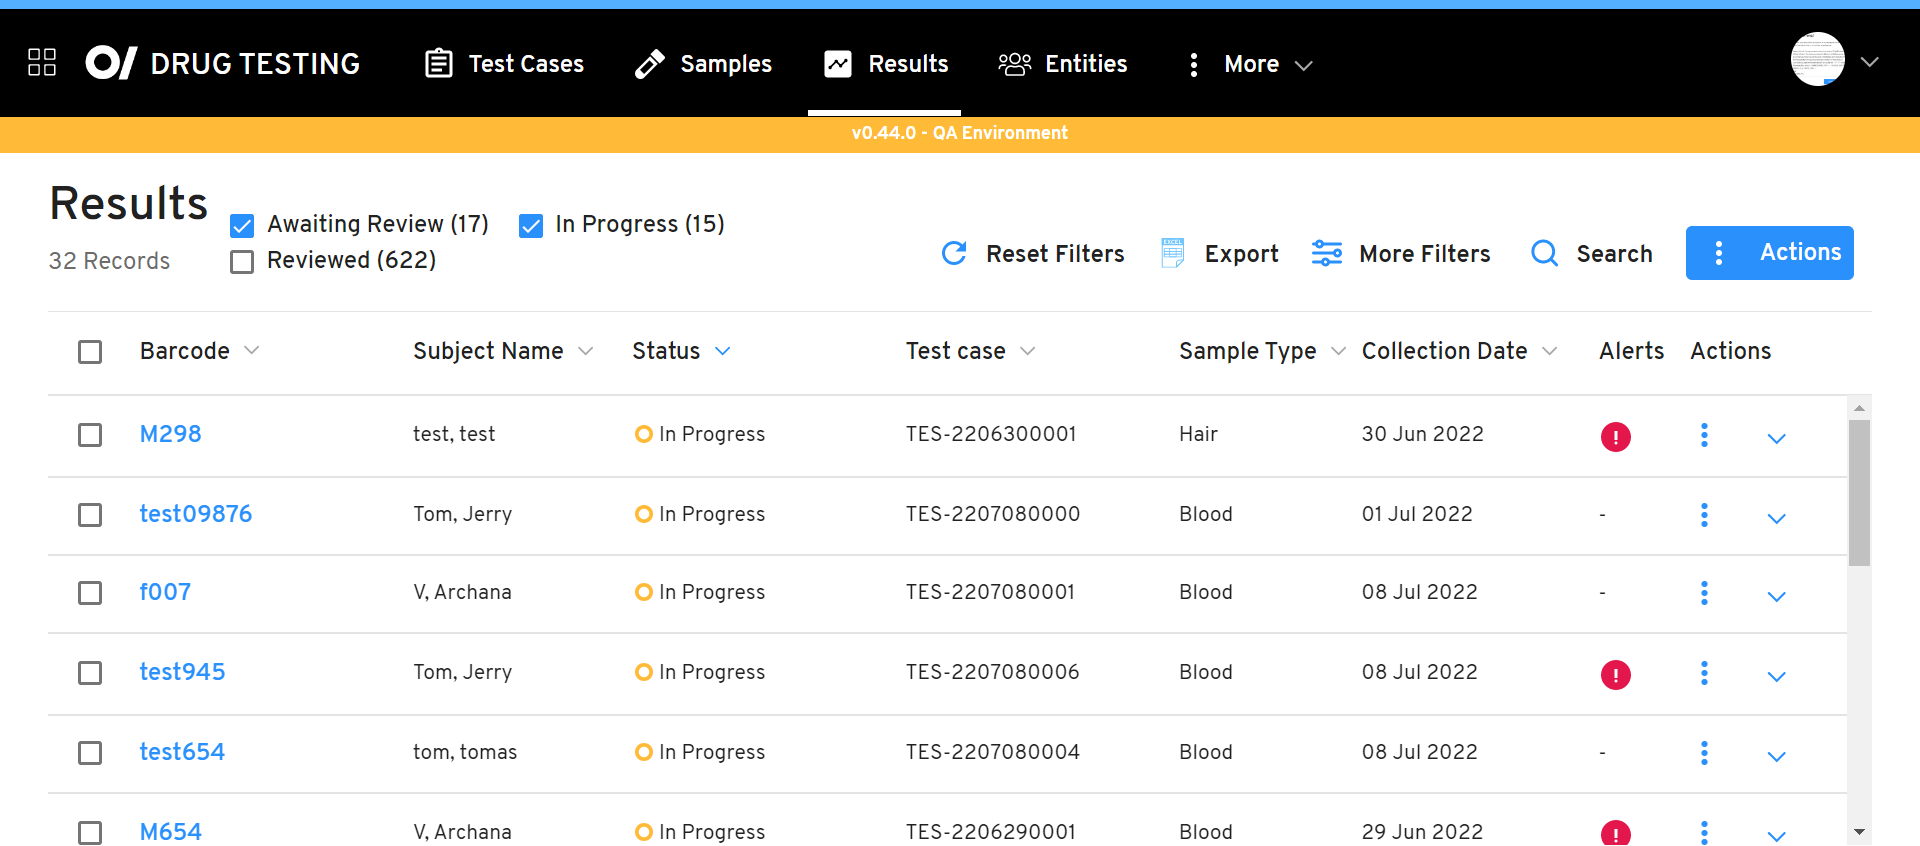 DRUG TESTING Test Cases Samples Results Entities More
v0.44.0 - QA Environment
Results
Awaiting Review (17) In Progress (15)
32 Records Reviewed (622)
Reset Filters Export More Filters Search Actions
Barcode Subject Name Status Test case Sample Type Collection Date Alerts Actions
M298 test, test In Progress TES-2206300001 Hair 30 Jun 2022
test09876 Tom, Jerry In Progress TES-2207080000 Blood 01 Jul 2022 -
f007 V, Archana In Progress TES-2207080001 Blood 08 Jul 2022 -
test945 Tom, Jerry In Progress TES-2207080006 Blood 08 Jul 2022
test654 tom, tomas In Progress TES-2207080004 Blood 08 Jul 2022 -
M654 V, Archana In Progress TES-2206290001 Blood 29 Jun 2022